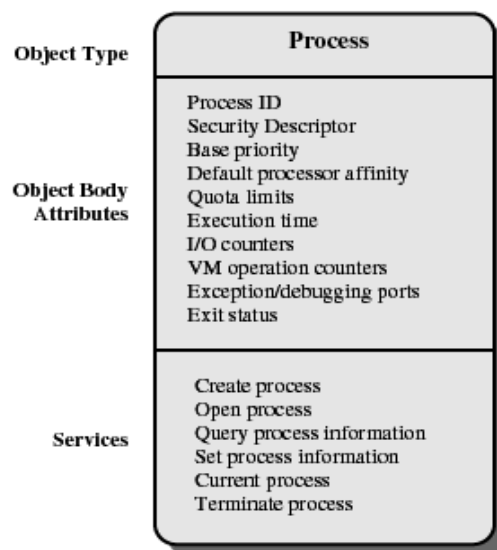 Object Type
Process
Object Body
Attributes
Process ID
Security Descriptor
Base priority
Default processor affinity
Quota limits
Execution time
I/O counters
VM operation counters
Exception/debugging ports
Exit status
Services
Create process
Open process
Query process information
Set process information
Current process
Terminate process